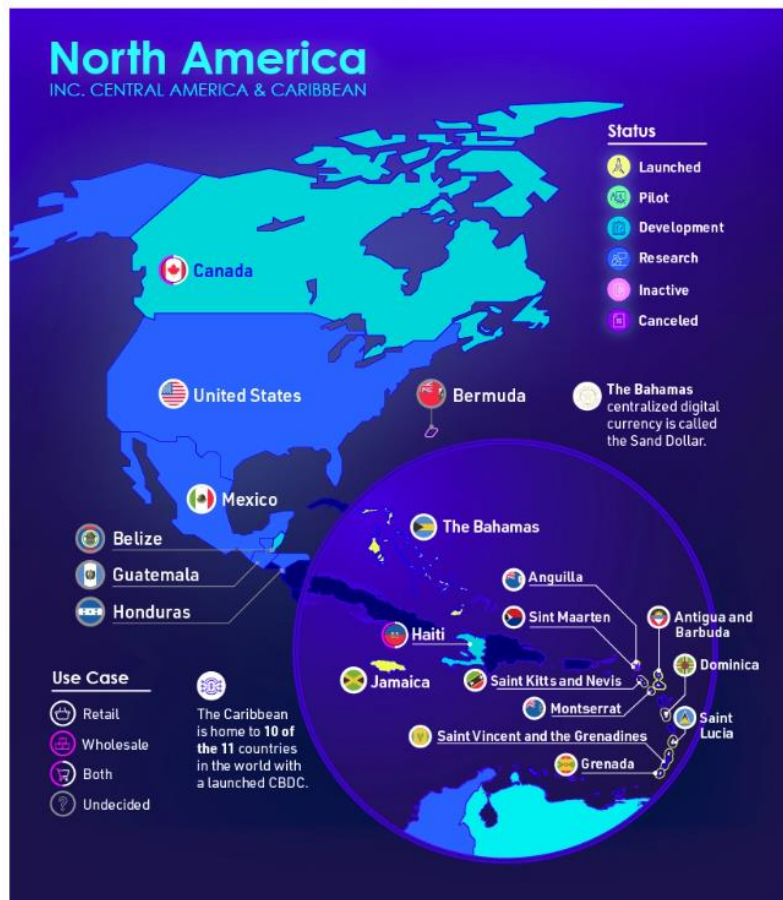 North America
INC. CENTRAL AMERICA & CARIBBEAN
Status
Launched
Pilot
Development
Research
Inactive
Canceled
Canada
United States
Bermuda
The Bahamas
centralized digital
currency is called
the Sand Dollar.
Mexico
Belize
Guatemala
Honduras
The Bahamas
Anguilla
Sint Maarten
Antigua and
Barbuda
Haiti
Dominica
Jamaica
Saint Kitts and Nevis
Montserrat
Saint
Lucia
Saint Vincent and the Grenadines
Grenada
Use Case
Retail
Wholesale
Both
Undecided
The Caribbean
is home to 10 of
the 11 countries
in the world with
a launched CBDC.